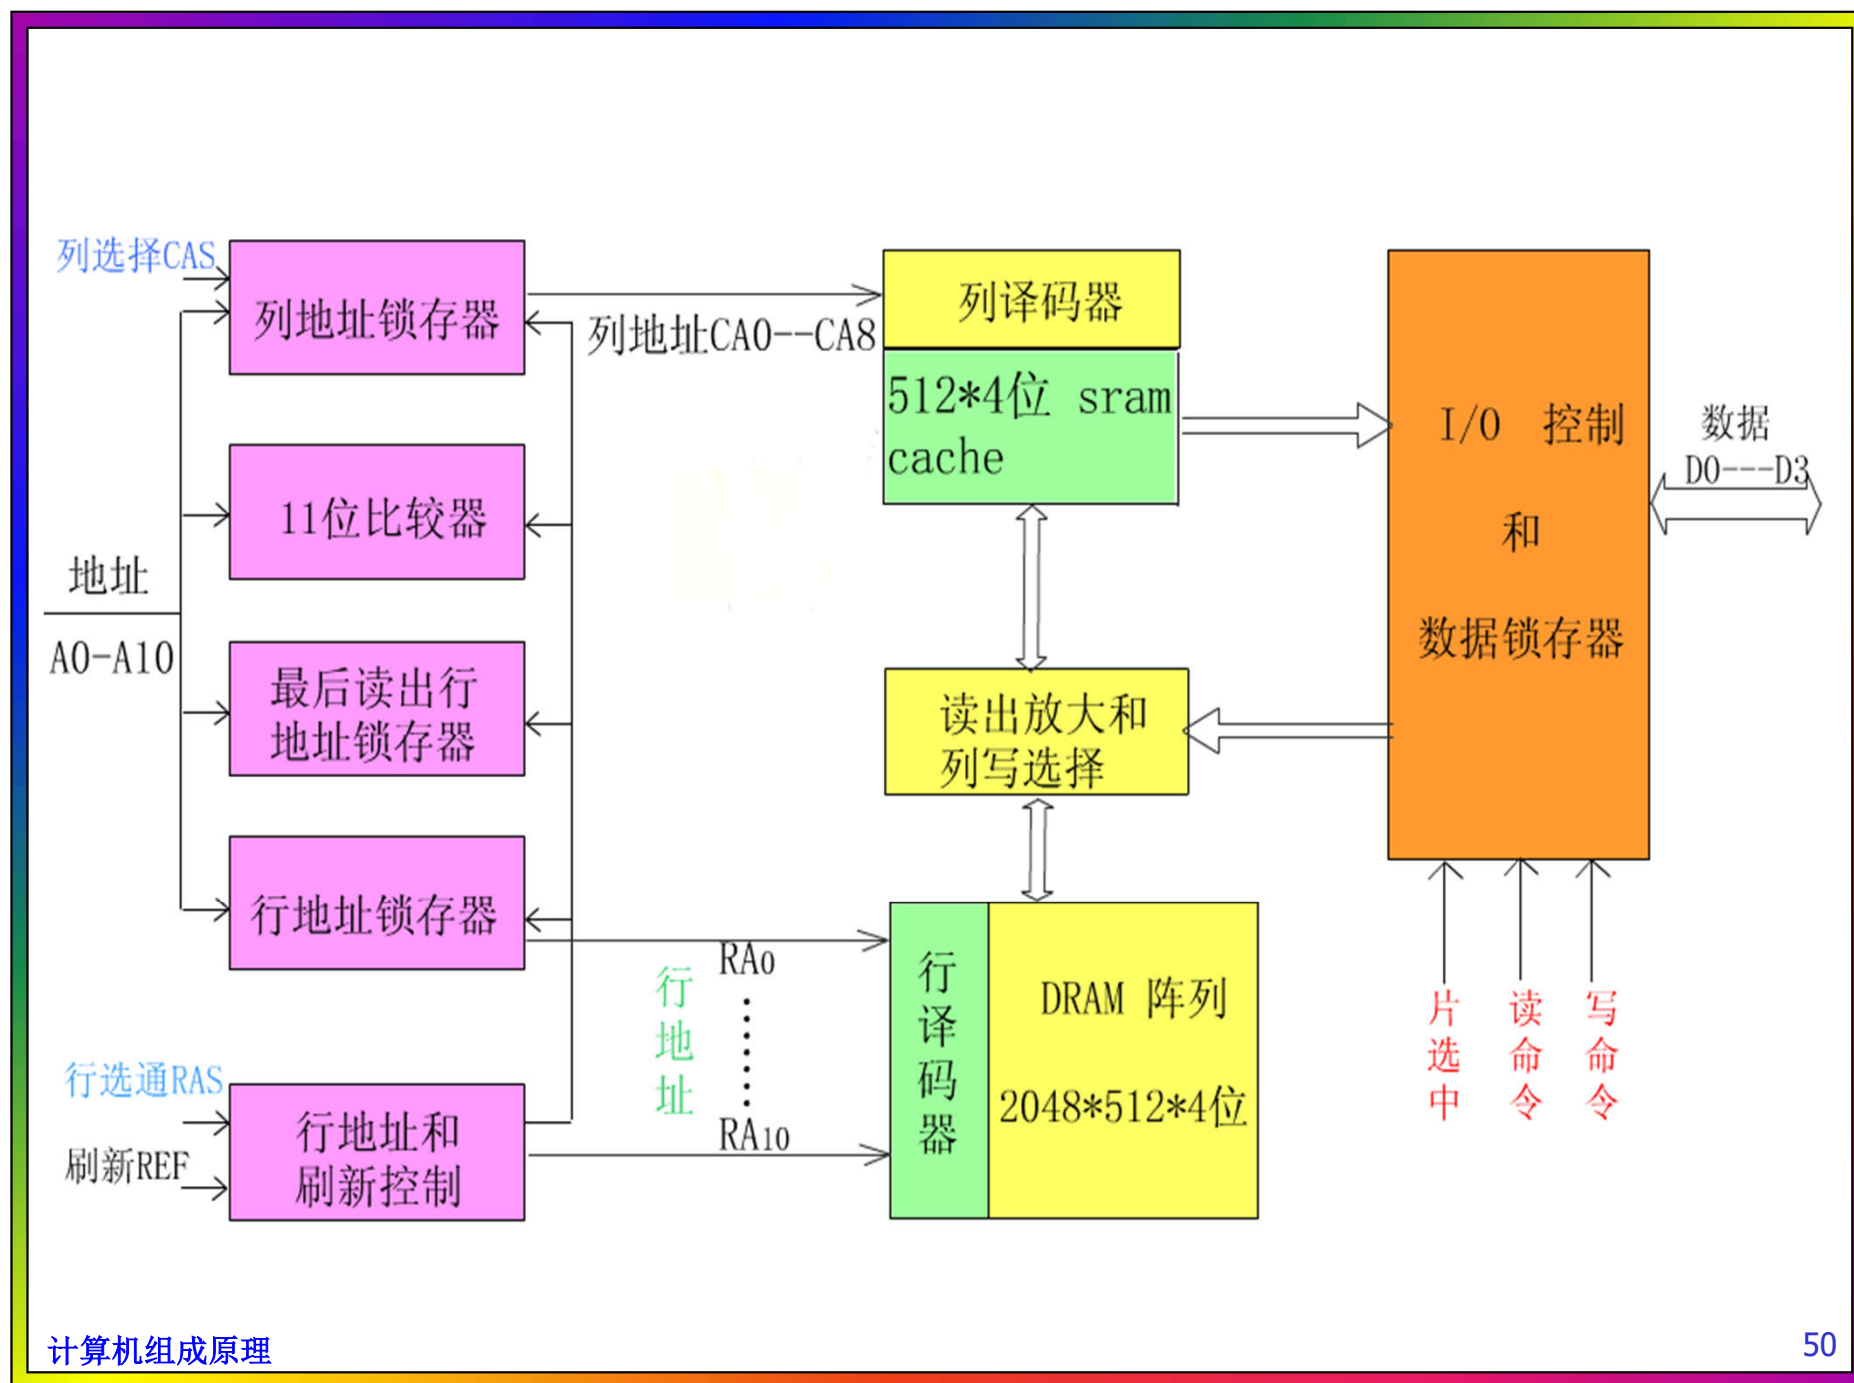 列选择CAS
列地址锁存器
列地址CA0--CA8
列译码器
512*4位 sram
cache
I/O 控制
和
数据锁存器
数据
D0---D3
11位比较器
地址
A0-A10
最后读出行
地址锁存器
读出放大和
列写选择
行地址锁存器
RA0
行地址
RA10
行译码器
DRAM 阵列
2048*512*4位
片选中
读命令
写命令
行选通RAS
刷新REF
行地址和
刷新控制
计算机组成原理
50